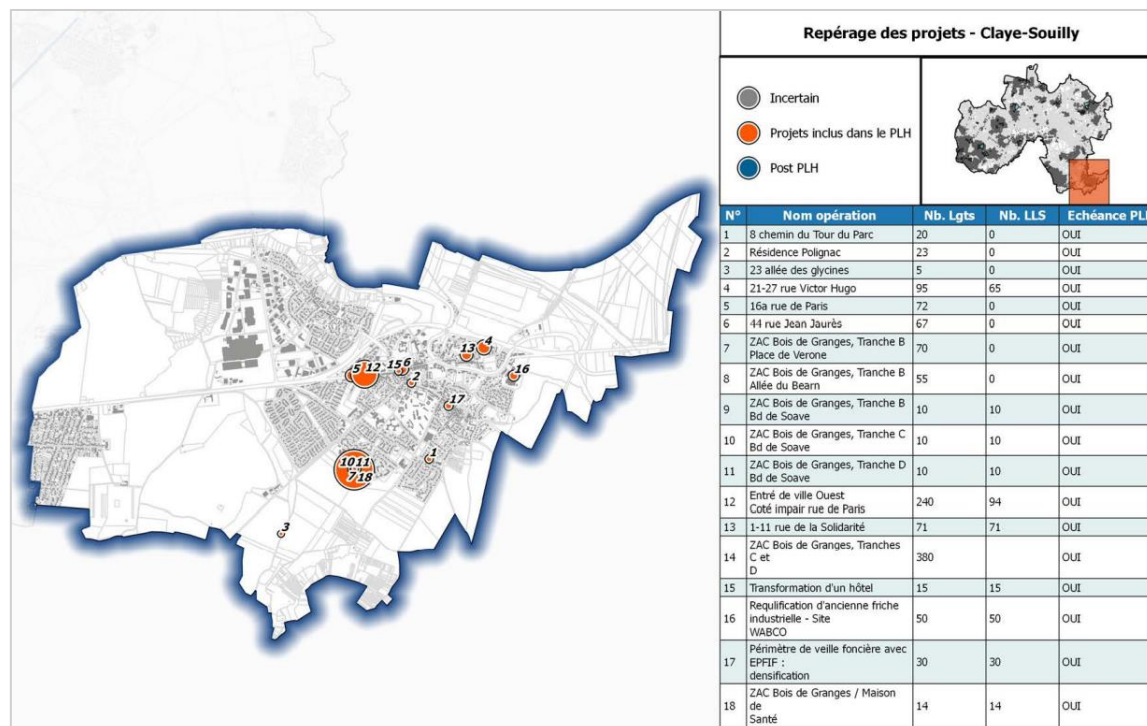 Repérage des projets - Claye-Souilly
Incertain
Projets inclus dans le PLH
Post PLH
N° Nom opération Nb. Lgts Nb. LLS Echéance PLH
1 8 chemin du Tour du Parc 20 0 OUI
2 Résidence Polignac 23 0 OUI
3 23 allée des glycines 5 0 OUI
4 21-27 rue Victor Hugo 95 65 OUI
5 16a rue de Paris 72 0 OUI
6 44 rue Jean Jaurès 67 0 OUI
7 ZAC Bois de Granges, Tranche B
Place de Verone 70 0 OUI
8 ZAC Bois de Granges, Tranche B
Allée du Bearn 55 0 OUI
9 ZAC Bois de Granges, Tranche B
Bd de Soave 10 10 OUI
10 ZAC Bois de Granges, Tranche C
Bd de Soave 10 10 OUI
11 ZAC Bois de Granges, Tranche D
Bd de Soave 10 10 OUI
12 Entré de ville Ouest
Coté impair rue de Paris 240 94 OUI
13 1-11 rue de la Solidarité 71 71 OUI
14 ZAC Bois de Granges, Tranches
C et
D 380 OUI
15 Transformation d'un hôtel 15 15 OUI
16 Requlification d'ancienne friche
industrielle - Site
WABCO 50 50 OUI
17 Périmètre de veille foncière avec
EPFIF :
densification 30 30 OUI
18 ZAC Bois de Granges / Maison
de
Santé 14 14 OUI
13 4
5 12 15 6
2
16
17
10 11
7 18
1
3